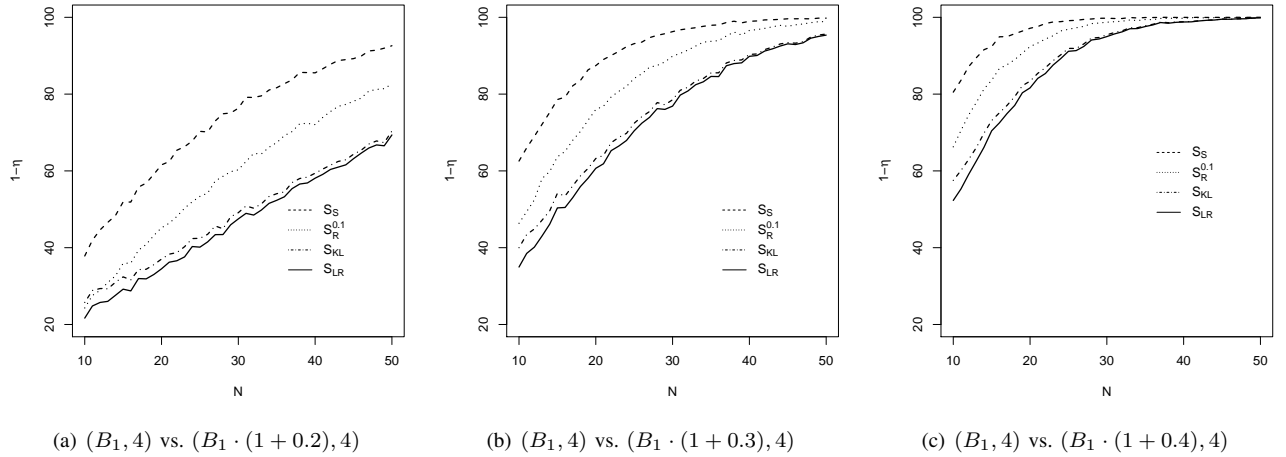 100
80
60
40
20
1−η
10 20 30 40 50
N
S_S
S_R^0.1
S_KL
S_LR
(a) (B_1, 4) vs. (B_1 · (1 + 0.2), 4)
100
80
60
40
20
1−η
10 20 30 40 50
N
S_S
S_R^0.1
S_KL
S_LR
(b) (B_1, 4) vs. (B_1 · (1 + 0.3), 4)
100
80
60
40
20
1−η
10 20 30 40 50
N
S_S
S_R^0.1
S_KL
S_LR
(c) (B_1, 4) vs. (B_1 · (1 + 0.4), 4)